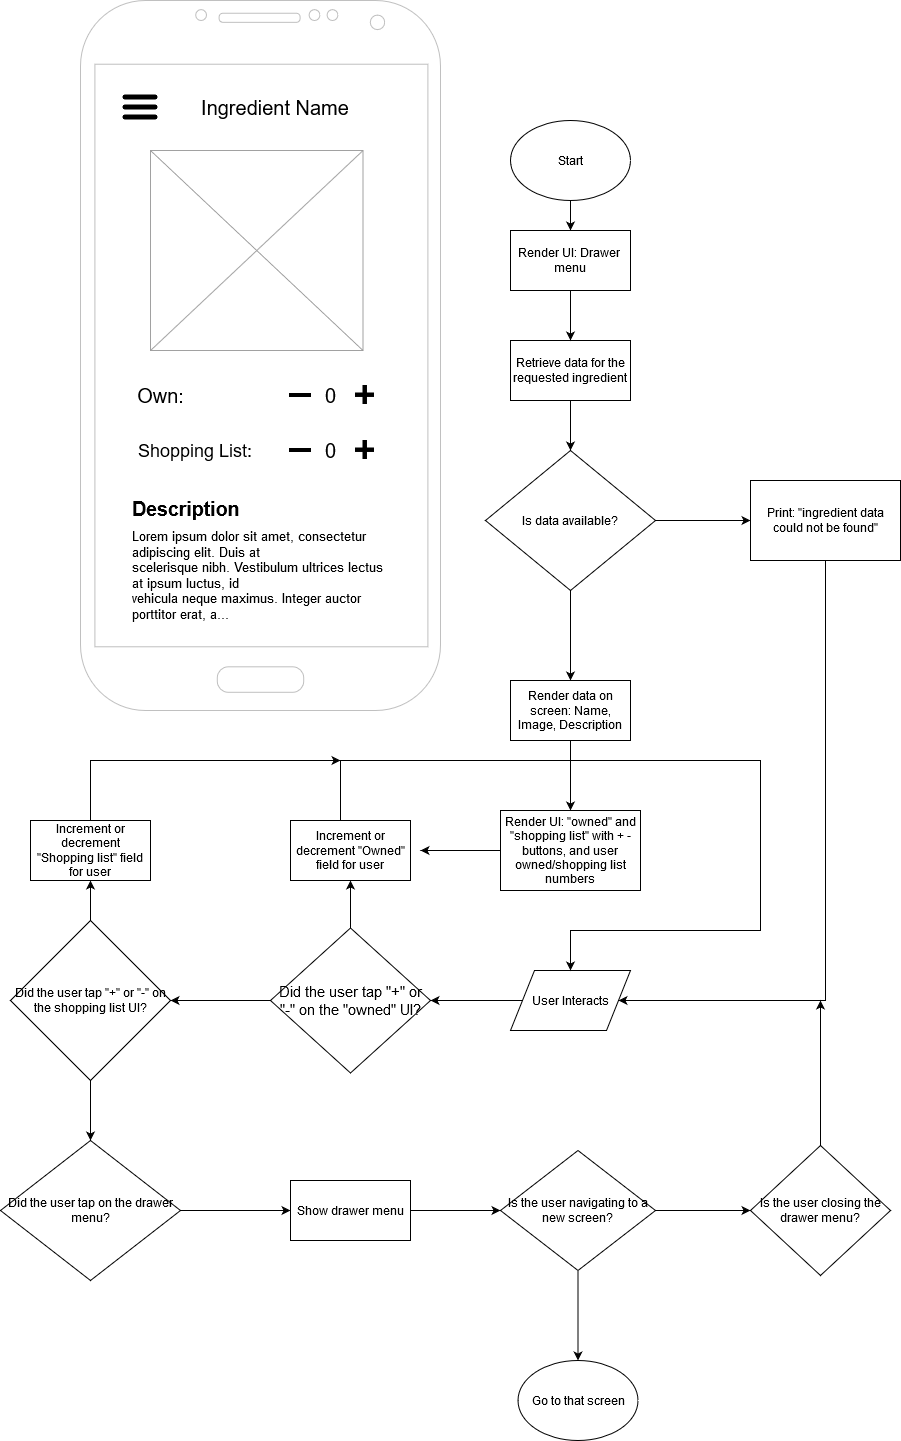 Ingredient Name
Own:
0
Shopping List:
0
Description
Lorem ipsum dolor sit amet, consectetur
adipiscing elit. Duis at
scelerisque nibh. Vestibulum ultrices lectus
at ipsum luctus, id
vehicula neque maximus. Integer auctor
porttitor erat, a...
Start
Render UI: Drawer
menu
Retrieve data for the
requested ingredient
Is data available?
Print: "ingredient data
could not be found"
Render data on
screen: Name,
Image, Description
Render UI: "owned" and
"shopping list" with + -
buttons, and user
owned/shopping list
numbers
Increment or
decrement "Owned"
field for user
Increment or
decrement
"Shopping list" field
for user
User Interacts
Did the user tap "+" or
"-" on the "owned" UI?
Did the user tap "+" or "-" on
the shopping list UI?
Did the user tap on the drawer
menu?
Show drawer menu
Is the user navigating to a
new screen?
Is the user closing the
drawer menu?
Go to that screen